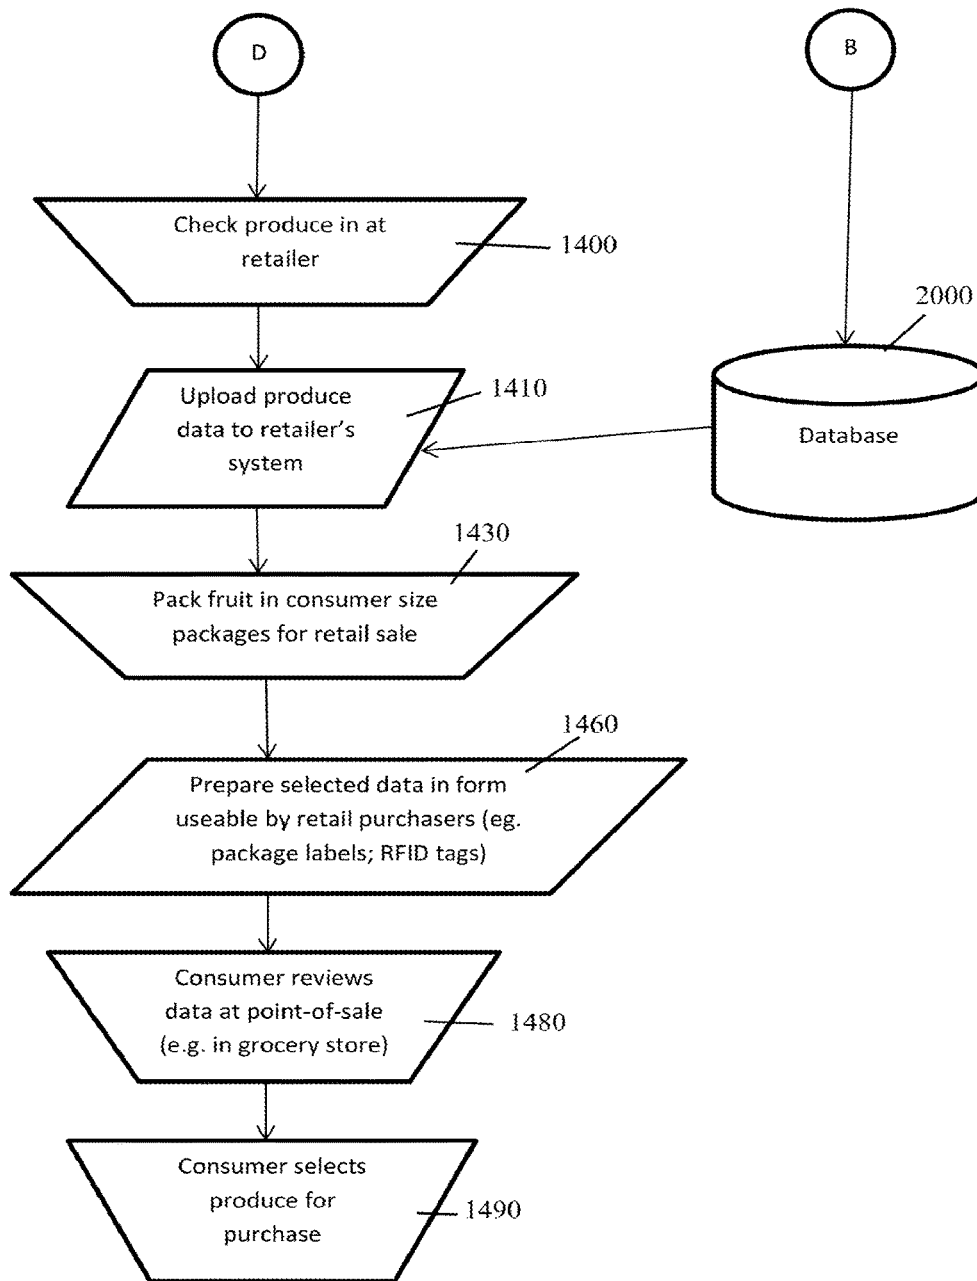 D
B
Check produce in at
retailer
1400
2000
Upload produce
data to retailer's
system
1410
Database
1430
Pack fruit in consumer size
packages for retail sale
1460
Prepare selected data in form
useable by retail purchasers (eg.
package labels; RFID tags)
Consumer reviews
data at point-of-sale
(e.g. in grocery store)
1480
Consumer selects
produce for
purchase
1490